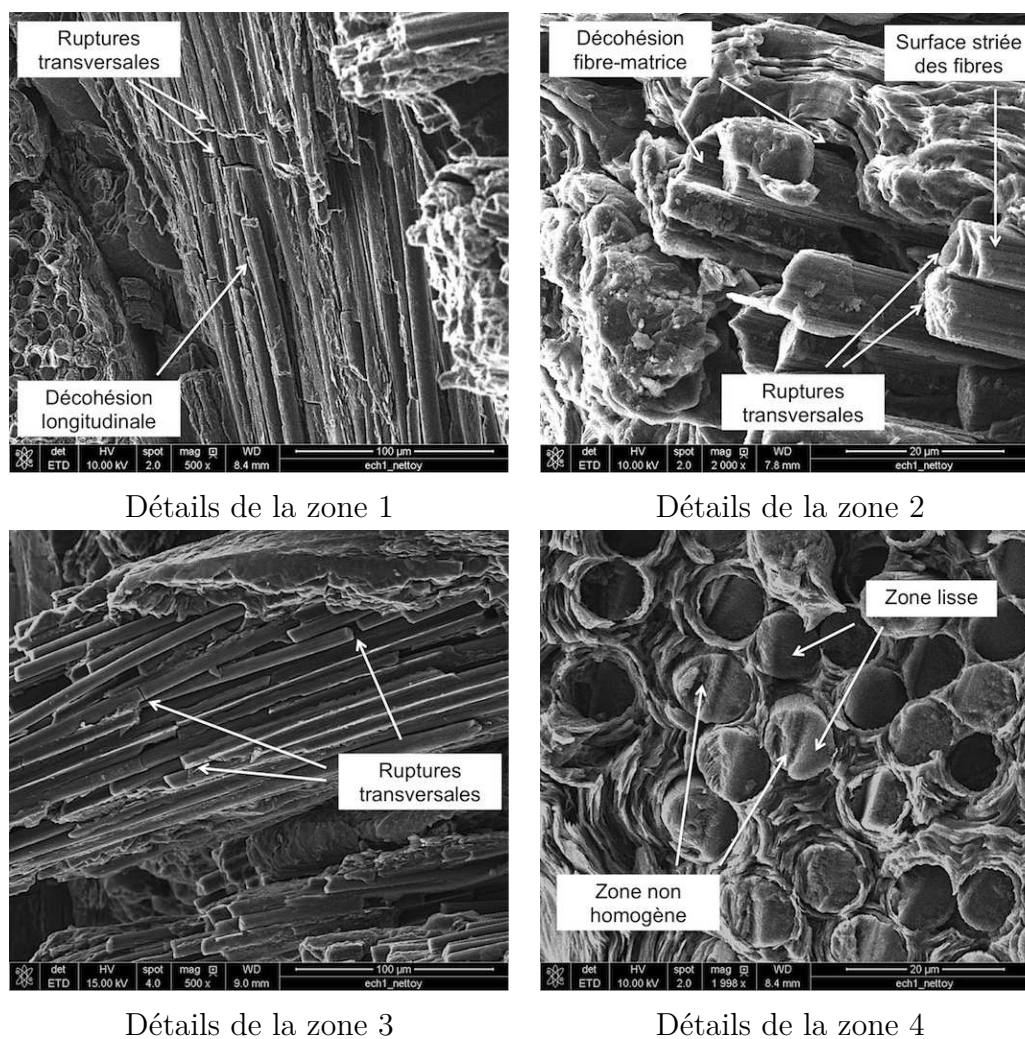 Ruptures
transversales
Décohésion
longitudinale
det HV spot mag WD 100 µm
ETD 10.00 kV 2.0 500 x 8.4 mm ech1_nettoy
Décohésion
fibre-matrice
Surface striée
des fibres
Ruptures
transversales
det HV spot mag WD 20 µm
ETD 10.00 kV 2.0 2 000 x 7.8 mm ech1_nettoy
Détails de la zone 1
Détails de la zone 2
Ruptures
transversales
det HV spot mag WD 100 µm
ETD 15.00 kV 4.0 500 x 9.0 mm ech1_nettoy
Zone lisse
Zone non
homogène
det HV spot mag WD 20 µm
ETD 10.00 kV 2.0 1 998 x 8.4 mm ech1_nettoy
Détails de la zone 3
Détails de la zone 4